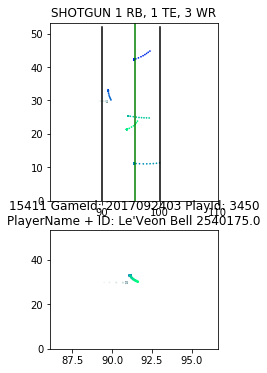 SHOTGUN 1 RB, 1 TE, 3 WR
50
40
30
20
10
0
90 100 110
15411 GameId: 2017092403 PlayId: 3450
PlayerName + ID: Le'Veon Bell 2540175.0
40
20
0
87.5 90.0 92.5 95.0